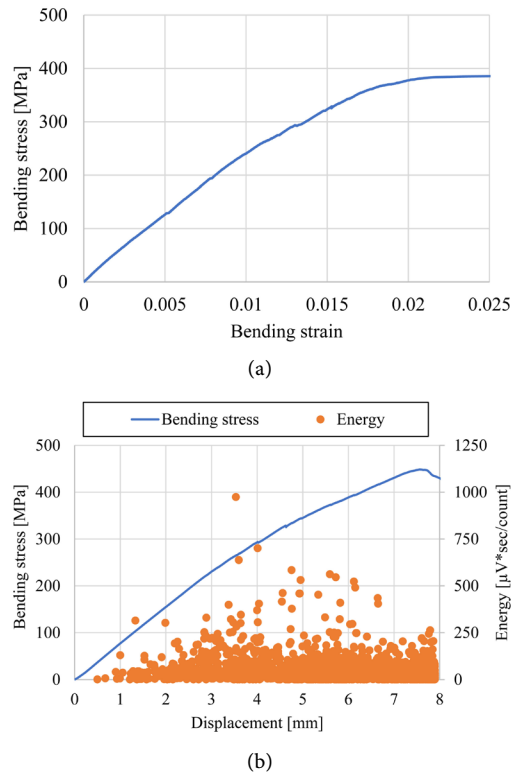 500
400
300
200
100
0
Bending stress [MPa]
0 0.005 0.01 0.015 0.02 0.025
Bending strain
(a)
Bending stress Energy
500 1250
400 1000
300 750
200 500
100 250
0 0
Bending stress [MPa]
Energy [μV*sec/count]
0 1 2 3 4 5 6 7 8
Displacement [mm]
(b)